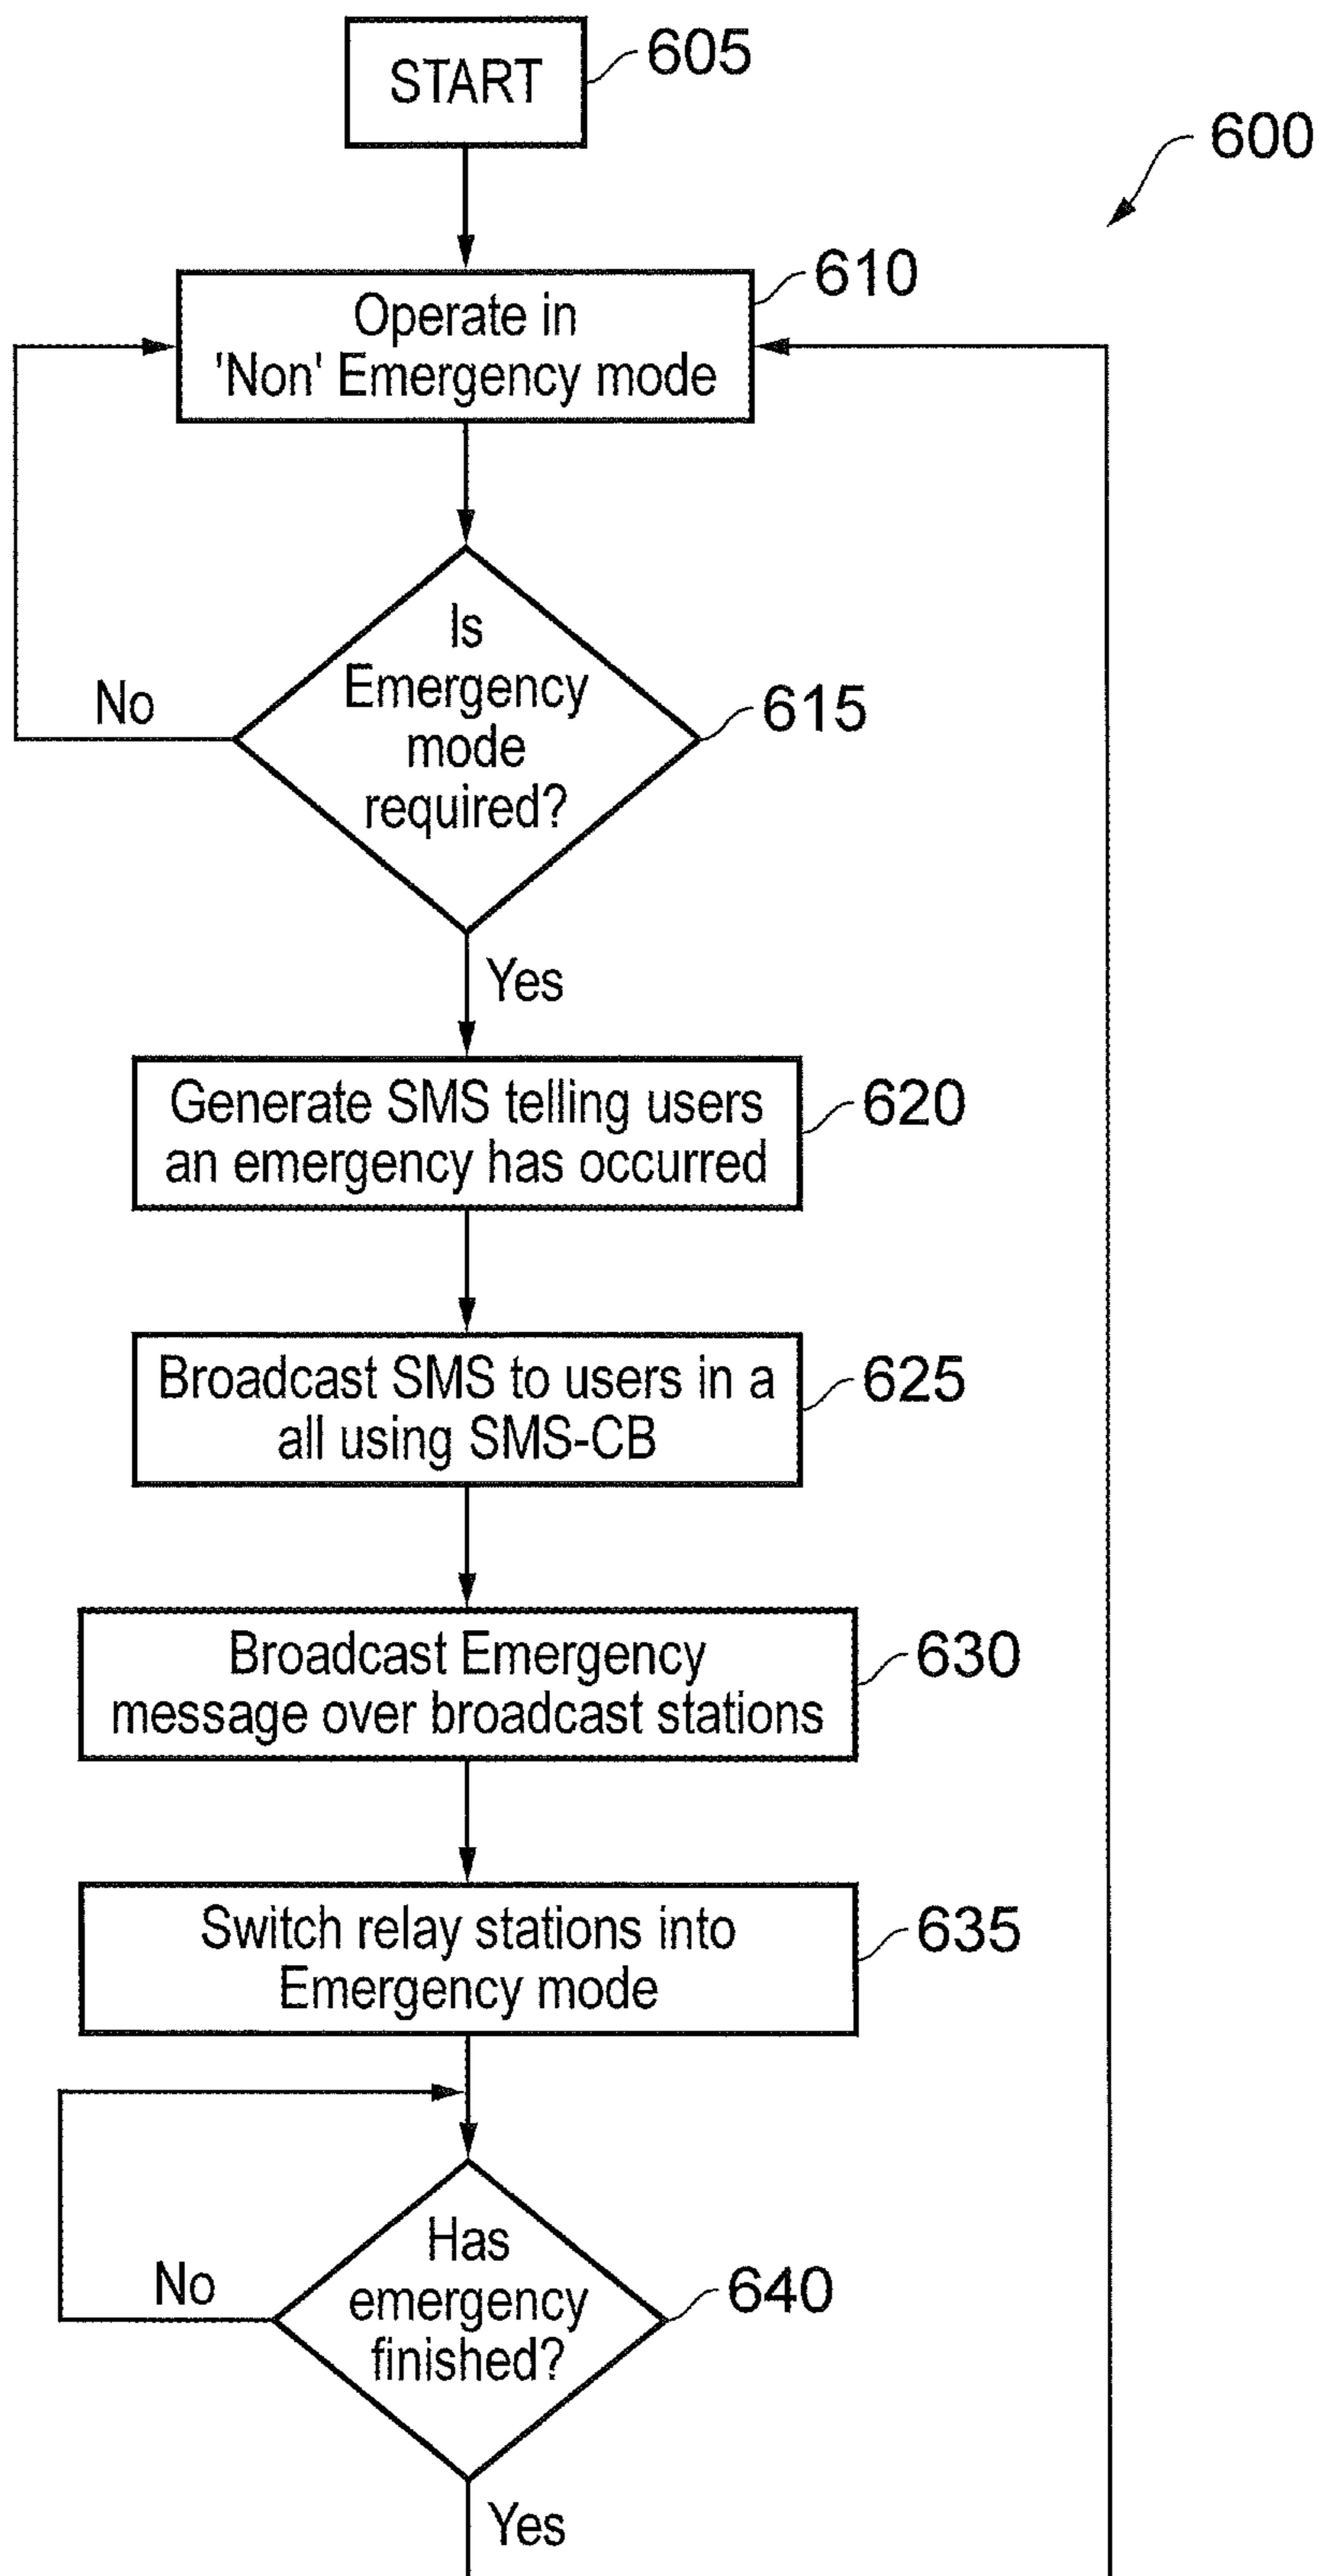 START
605
600
610
Operate in
'Non' Emergency mode
Is
Emergency
mode
required?
615
No
Yes
Generate SMS telling users
an emergency has occurred
620
Broadcast SMS to users in a
all using SMS-CB
625
Broadcast Emergency
message over broadcast stations
630
Switch relay stations into
Emergency mode
635
Has
emergency
finished?
640
No
Yes